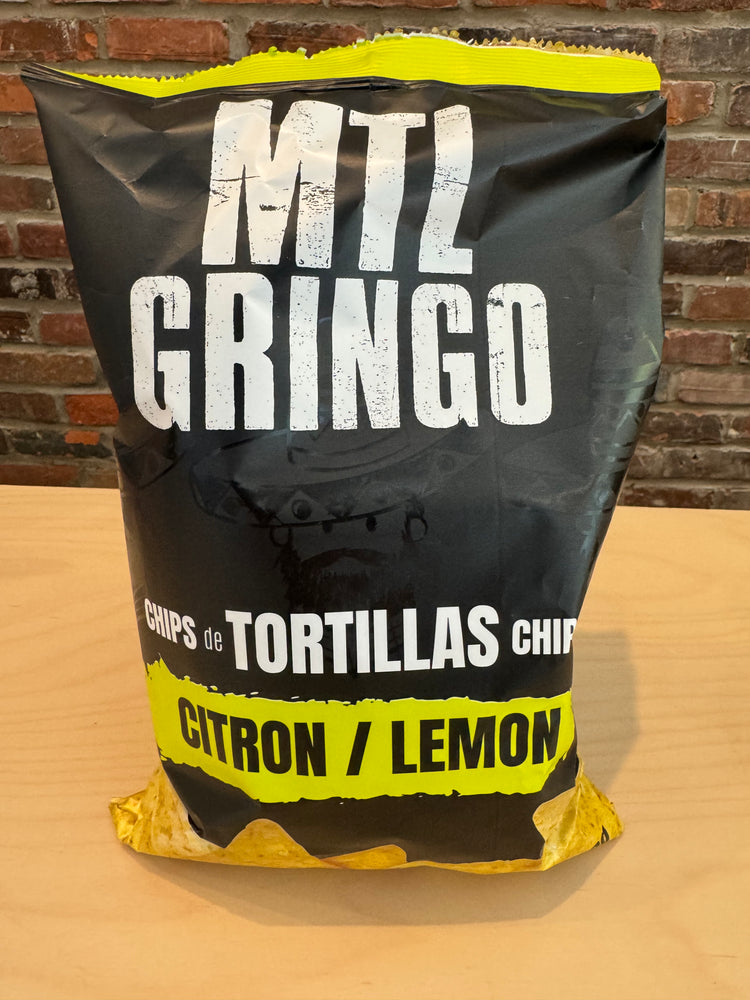 MTL
GRINGO
CHIPS de TORTILLAS CHIP
CITRON / LEMON